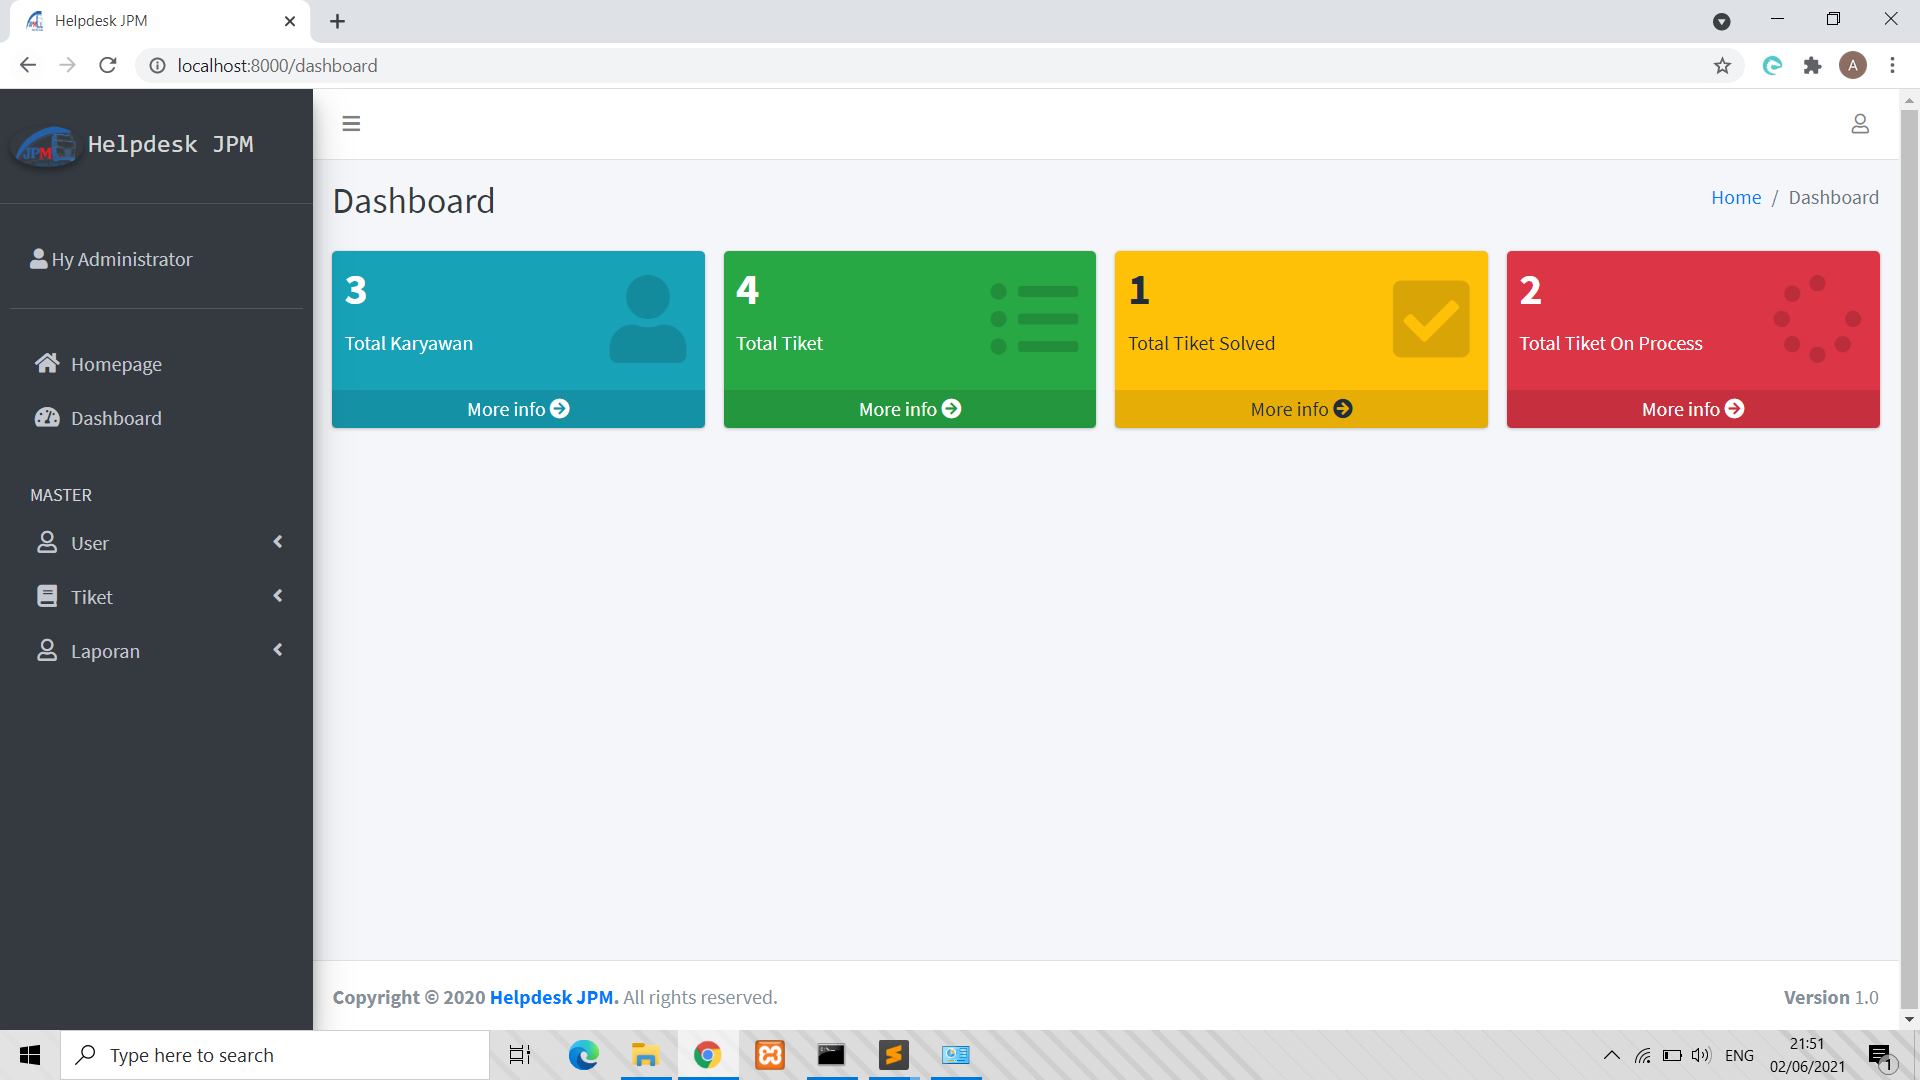 Helpdesk JPM
localhost:8000/dashboard
A
JPM
Helpdesk JPM
Hy Administrator
Homepage
Dashboard
MASTER
User
Tiket
Laporan
Dashboard
Home / Dashboard
3
Total Karyawan
More info
4
Total Tiket
More info
1
Total Tiket Solved
More info
2
Total Tiket On Process
More info
Copyright © 2020 Helpdesk JPM. All rights reserved.
Version 1.0
Type here to search
ENG
21:51
02/06/2021
1